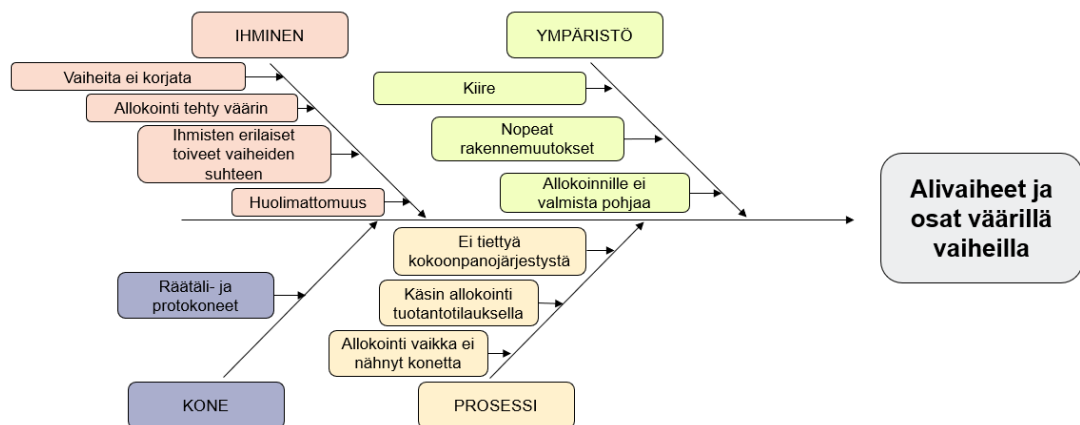 IHMINEN
Vaiheita ei korjata
Allokointi tehty väärin
Ihmisten erilaiset
toiveet vaiheiden
suhteen
Huolimattomuus
YMPÄRISTÖ
Kiire
Nopeat
rakennemuutokset
Allokoinnille ei
valmista pohjaa
Alivaiheet ja
osat väärillä
vaiheilla
Räätäli- ja
protokoneet
KONE
Ei tiettyä
kokoonpanojärjestystä
Käsin allokointi
tuotantotilauksella
Allokointi vaikka ei
nähnyt konetta
PROSESSI